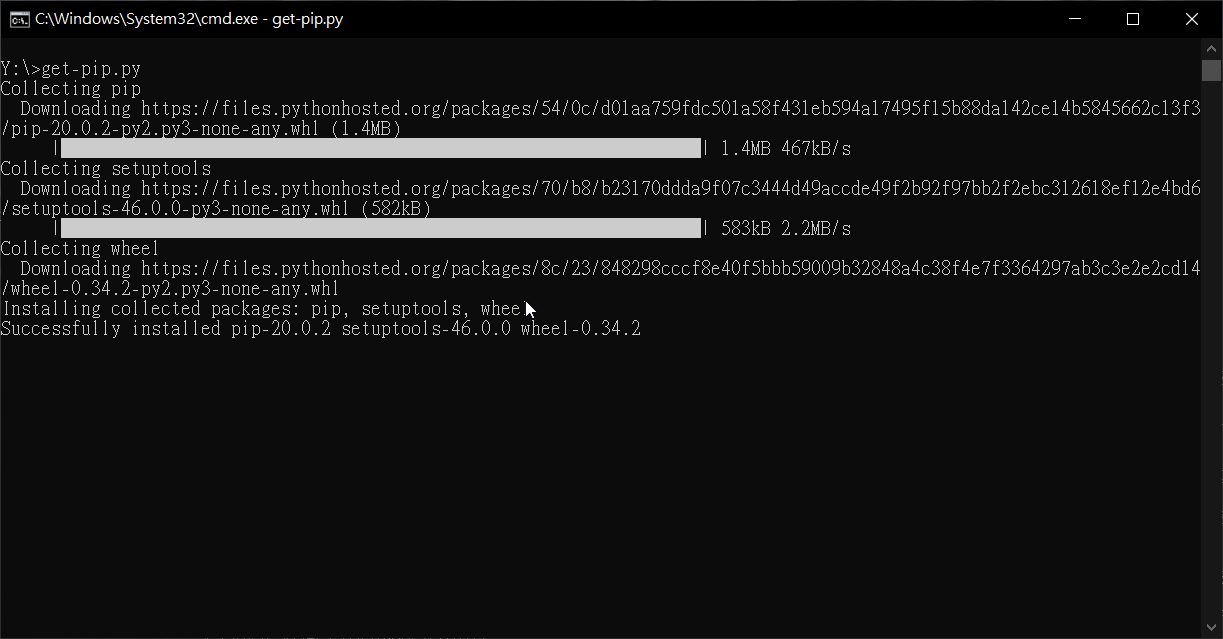 C:\Windows\System32\cmd.exe - get-pip.py
Y:\>get-pip.py
Collecting pip
  Downloading https://files.pythonhosted.org/packages/54/0c/d01aa759fdc501a58f431eb594a17495f15b88da142ce14b5845662c13f3
/pip-20.0.2-py2.py3-none-any.whl (1.4MB)
| | 1.4MB 467kB/s
Collecting setuptools
  Downloading https://files.pythonhosted.org/packages/70/b8/b23170ddda9f07c3444d49accde49f2b92f97bb2f2ebc312618ef12e4bd6
/setuptools-46.0.0-py3-none-any.whl (582kB)
| | 583kB 2.2MB/s
Collecting wheel
  Downloading https://files.pythonhosted.org/packages/8c/23/848298cccf8e40f5bbb59009b32848a4c38f4e7f3364297ab3c3e2e2cd14
/wheel-0.34.2-py2.py3-none-any.whl
Installing collected packages: pip, setuptools, wheel
Successfully installed pip-20.0.2 setuptools-46.0.0 wheel-0.34.2